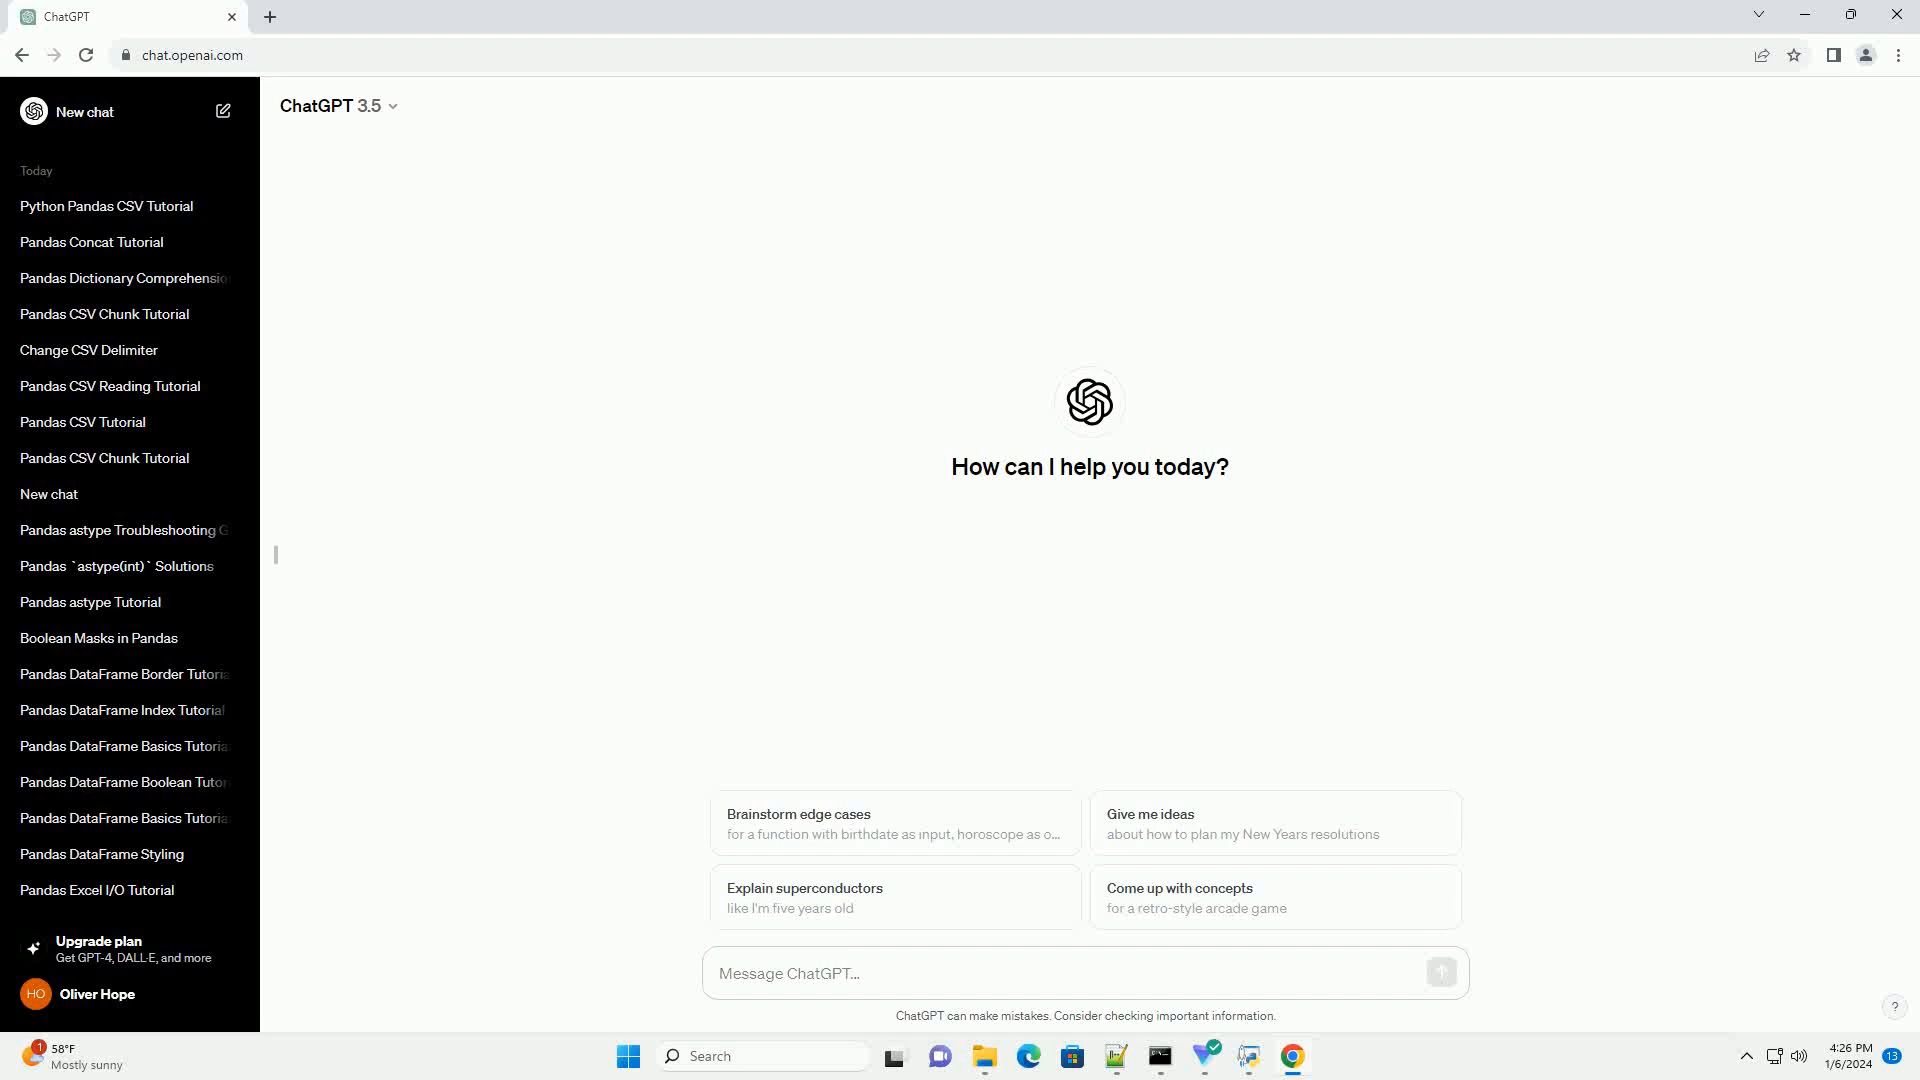 ChatGPT
chat.openai.com
New chat
ChatGPT 3.5
Today
Python Pandas CSV Tutorial
Pandas Concat Tutorial
Pandas Dictionary Comprehensio
Pandas CSV Chunk Tutorial
Change CSV Delimiter
Pandas CSV Reading Tutorial
Pandas CSV Tutorial
Pandas CSV Chunk Tutorial
New chat
Pandas astype Troubleshooting G
Pandas `astype(int)` Solutions
Pandas astype Tutorial
Boolean Masks in Pandas
Pandas DataFrame Border Tutoria
Pandas DataFrame Index Tutorial
Pandas DataFrame Basics Tutoria
Pandas DataFrame Boolean Tutor
Pandas DataFrame Basics Tutoria
Pandas DataFrame Styling
Pandas Excel I/O Tutorial
Upgrade plan
Get GPT-4, DALL·E, and more
HO
Oliver Hope
How can I help you today?
Brainstorm edge cases
for a function with birthdate as input, horoscope as o...
Give me ideas
about how to plan my New Years resolutions
Explain superconductors
like I'm five years old
Come up with concepts
for a retro-style arcade game
Message ChatGPT...
ChatGPT can make mistakes. Consider checking important information.
?
1
58°F
Mostly sunny
Search
4:26 PM
1/6/2024
13